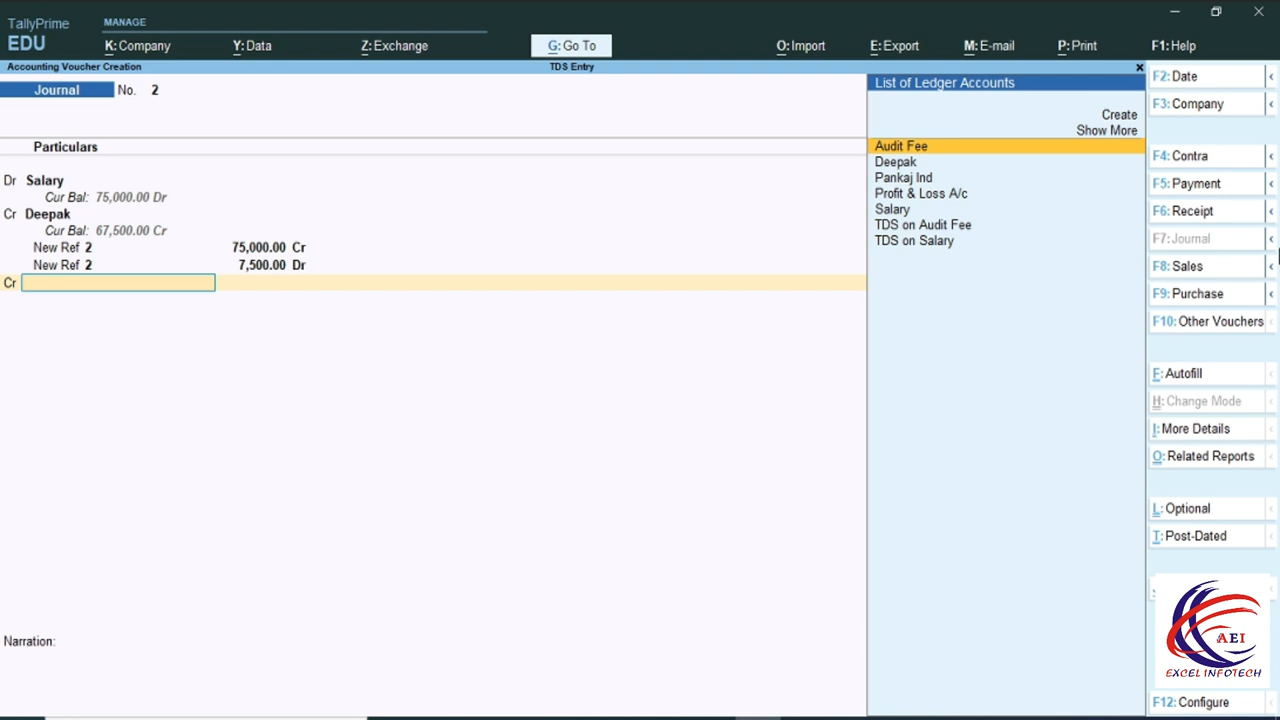 TallyPrime
EDU
MANAGE
K: Company
Y: Data
Z: Exchange
G: Go To
O: Import
E: Export
M: E-mail
P: Print
F1: Help
Accounting Voucher Creation
TDS Entry
Journal No. 2
Particulars
Dr Salary
Cur Bal: 75,000.00 Dr
Cr Deepak
Cur Bal: 67,500.00 Cr
New Ref 2 75,000.00 Cr
New Ref 2 7,500.00 Dr
Cr
Narration:
List of Ledger Accounts
Create
Show More
Audit Fee
Deepak
Pankaj Ind
Profit & Loss A/c
Salary
TDS on Audit Fee
TDS on Salary
F2: Date
F3: Company
F4: Contra
F5: Payment
F6: Receipt
F7: Journal
F8: Sales
F9: Purchase
F10: Other Vouchers
F: Autofill
H: Change Mode
I: More Details
O: Related Reports
L: Optional
T: Post-Dated
AEI
EXCEL INFOTECH
F12: Configure